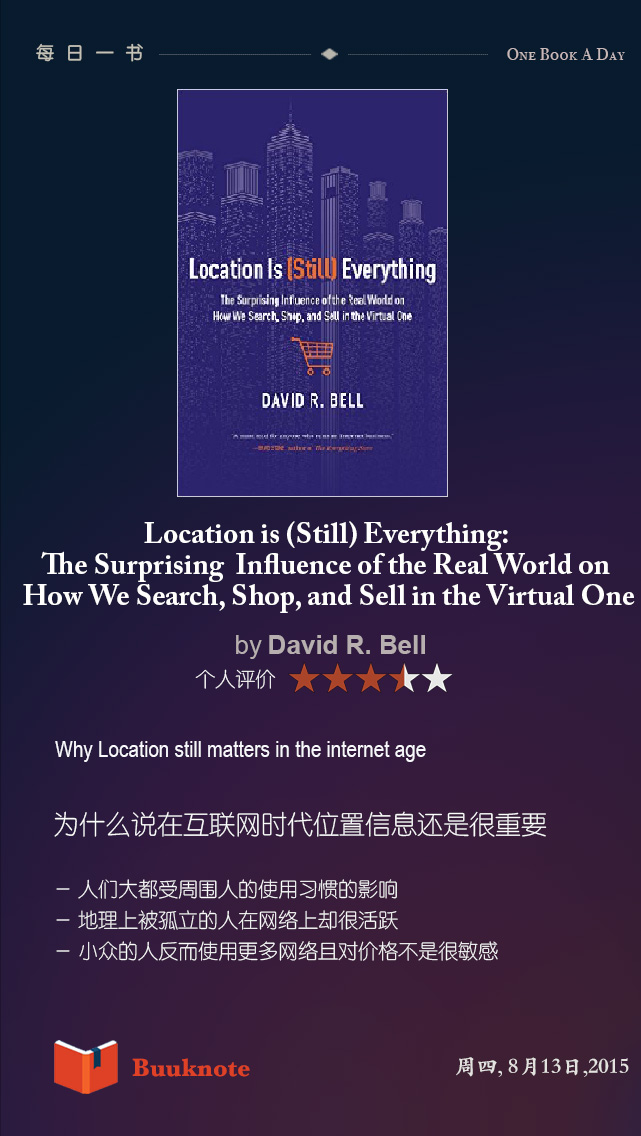 每日一书
ONE BOOK A DAY
Location Is (Still) Everything
The Surprising Influence of the Real World on
How We Search, Shop, and Sell in the Virtual One
DAVID R. BELL
Location is (Still) Everything:
The Surprising Influence of the Real World on
How We Search, Shop, and Sell in the Virtual One
by David R. Bell
个人评价
Why Location still matters in the internet age
为什么说在互联网时代位置信息还是很重要
– 人们大都受周围人的使用习惯的影响
– 地理上被孤立的人在网络上却很活跃
– 小众的人反而使用更多网络且对价格不是很敏感
Buuknote
周四, 8月13日,2015